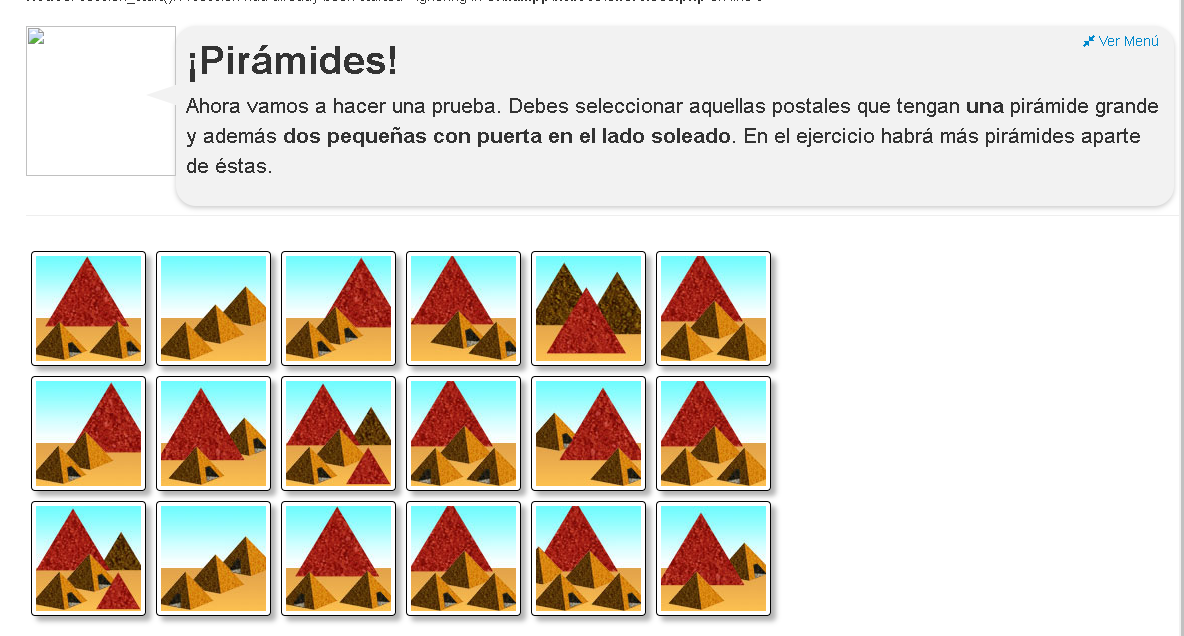 Ver Menú
¡Pirámides!
Ahora vamos a hacer una prueba. Debes seleccionar aquellas postales que tengan una pirámide grande
y además dos pequeñas con puerta en el lado soleado. En el ejercicio habrá más pirámides aparte
de éstas.